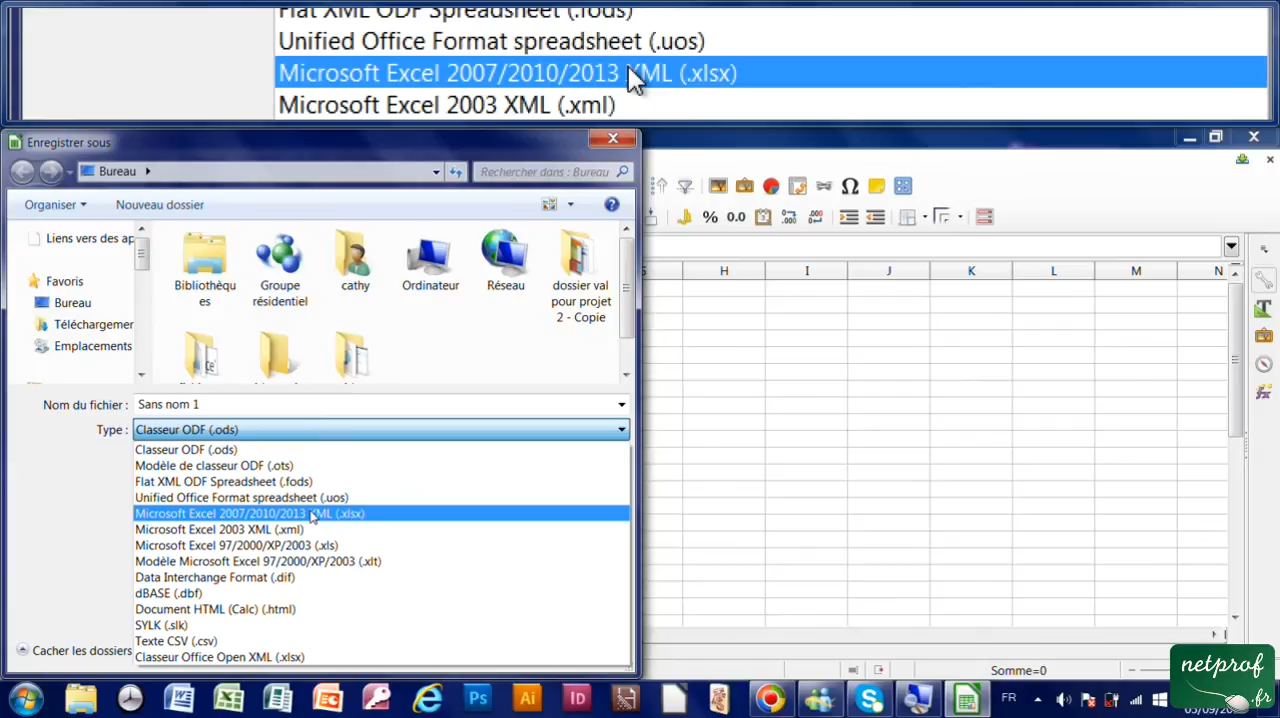 Flat XML ODF Spreadsheet (.fods)
Unified Office Format spreadsheet (.uos)
Microsoft Excel 2007/2010/2013 XML (.xlsx)
Microsoft Excel 2003 XML (.xml)
Enregistrer sous
Bureau
Rechercher dans : Bureau
Organiser
Nouveau dossier
Liens vers des ap
Favoris
Bureau
Téléchargemer
Emplacements
Bibliothèqu
es
Groupe
résidentiel
cathy
Ordinateur
Réseau
dossier val
pour projet
2 - Copie
Nom du fichier :
Sans nom 1
Type :
Classeur ODF (.ods)
Classeur ODF (.ods)
Modèle de classeur ODF (.ots)
Flat XML ODF Spreadsheet (.fods)
Unified Office Format spreadsheet (.uos)
Microsoft Excel 2007/2010/2013 XML (.xlsx)
Microsoft Excel 2003 XML (.xml)
Microsoft Excel 97/2000/XP/2003 (.xls)
Modèle Microsoft Excel 97/2000/XP/2003 (.xlt)
Data Interchange Format (.dif)
dBASE (.dbf)
Document HTML (Calc) (.html)
SYLK (.slk)
Texte CSV (.csv)
Classeur Office Open XML (.xlsx)
Cacher les dossiers
% 0.0
H I J K L M N
Somme=0
Ps Ai Id
FR
netprof
.fr